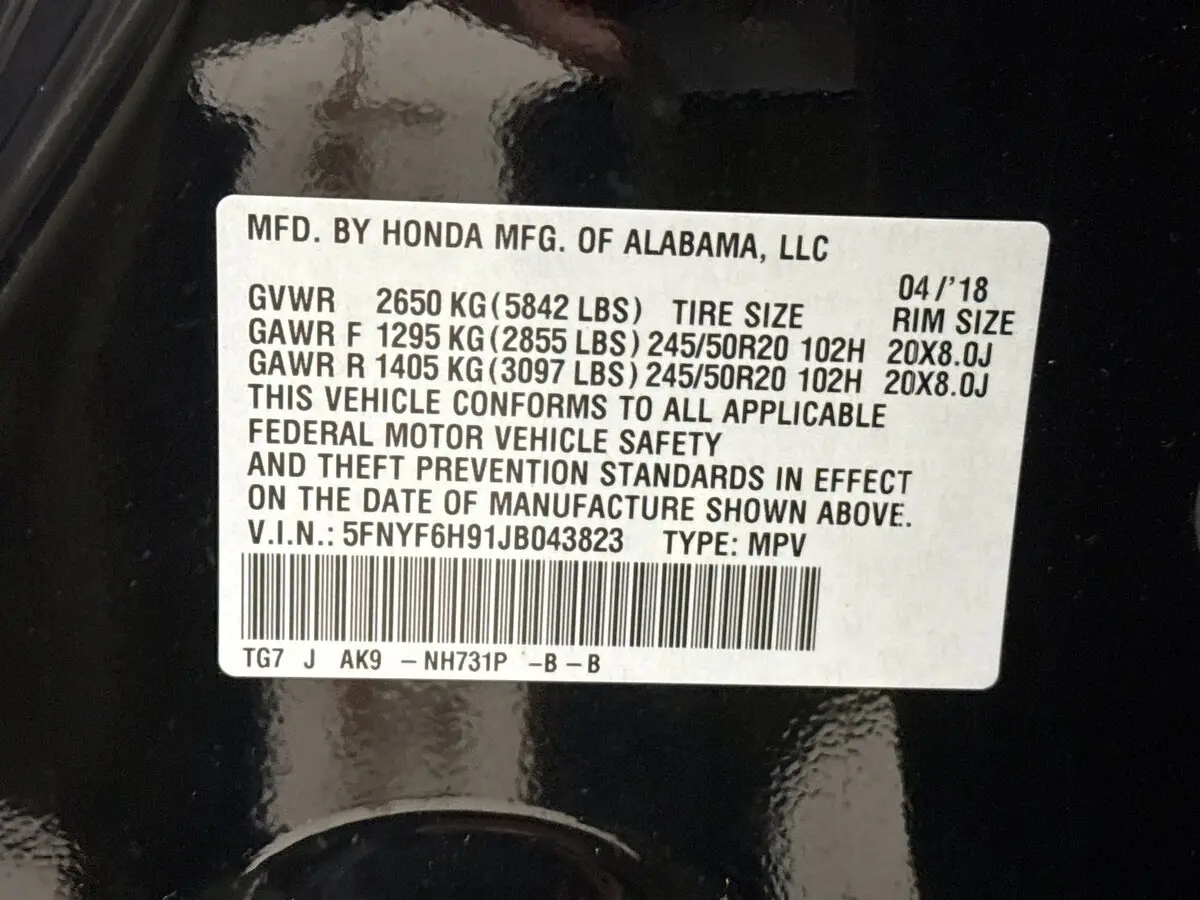 MFD. BY HONDA MFG. OF ALABAMA, LLC
04/'18
GVWR 2650 KG(5842 LBS) TIRE SIZE RIM SIZE
GAWR F 1295 KG(2855 LBS)245/50R20 102H 20X8.0J
GAWR R 1405 KG(3097 LBS)245/50R20 102H 20X8.0J
THIS VEHICLE CONFORMS TO ALL APPLICABLE
FEDERAL MOTOR VEHICLE SAFETY
AND THEFT PREVENTION STANDARDS IN EFFECT
ON THE DATE OF MANUFACTURE SHOWN ABOVE.
V.I.N.: 5FNYF6H91JB043823 TYPE: MPV
TG7 J AK9 -NH731P -B-B